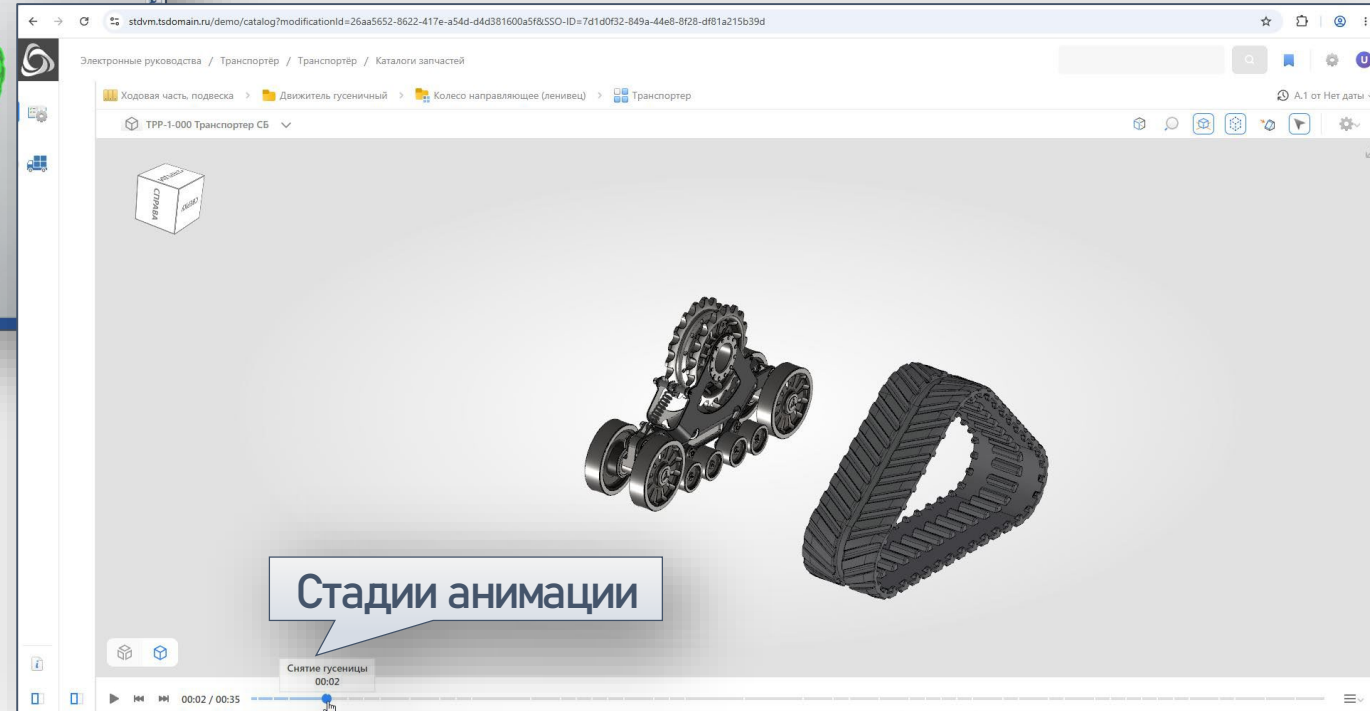 stdvm.tsdomain.ru/demo/catalog?modificationId=26aa5652-8622-417e-a54d-d4d381600a5f&SSO-ID=7d1d0f32-849a-44e8-8f28-df81a215b39d
Электронные руководства / Транспортёр / Транспортёр / Каталоги запчастей
U
Ходовая часть, подвеска > Движитель гусеничный > Колесо направляющее (ленивец) > Транспортер
А.1 от Нет даты
ТРР-1-000 Транспортер СБ
СПРАВА
Стадии анимации
Снятие гусеницы
00:02
00:02 / 00:35